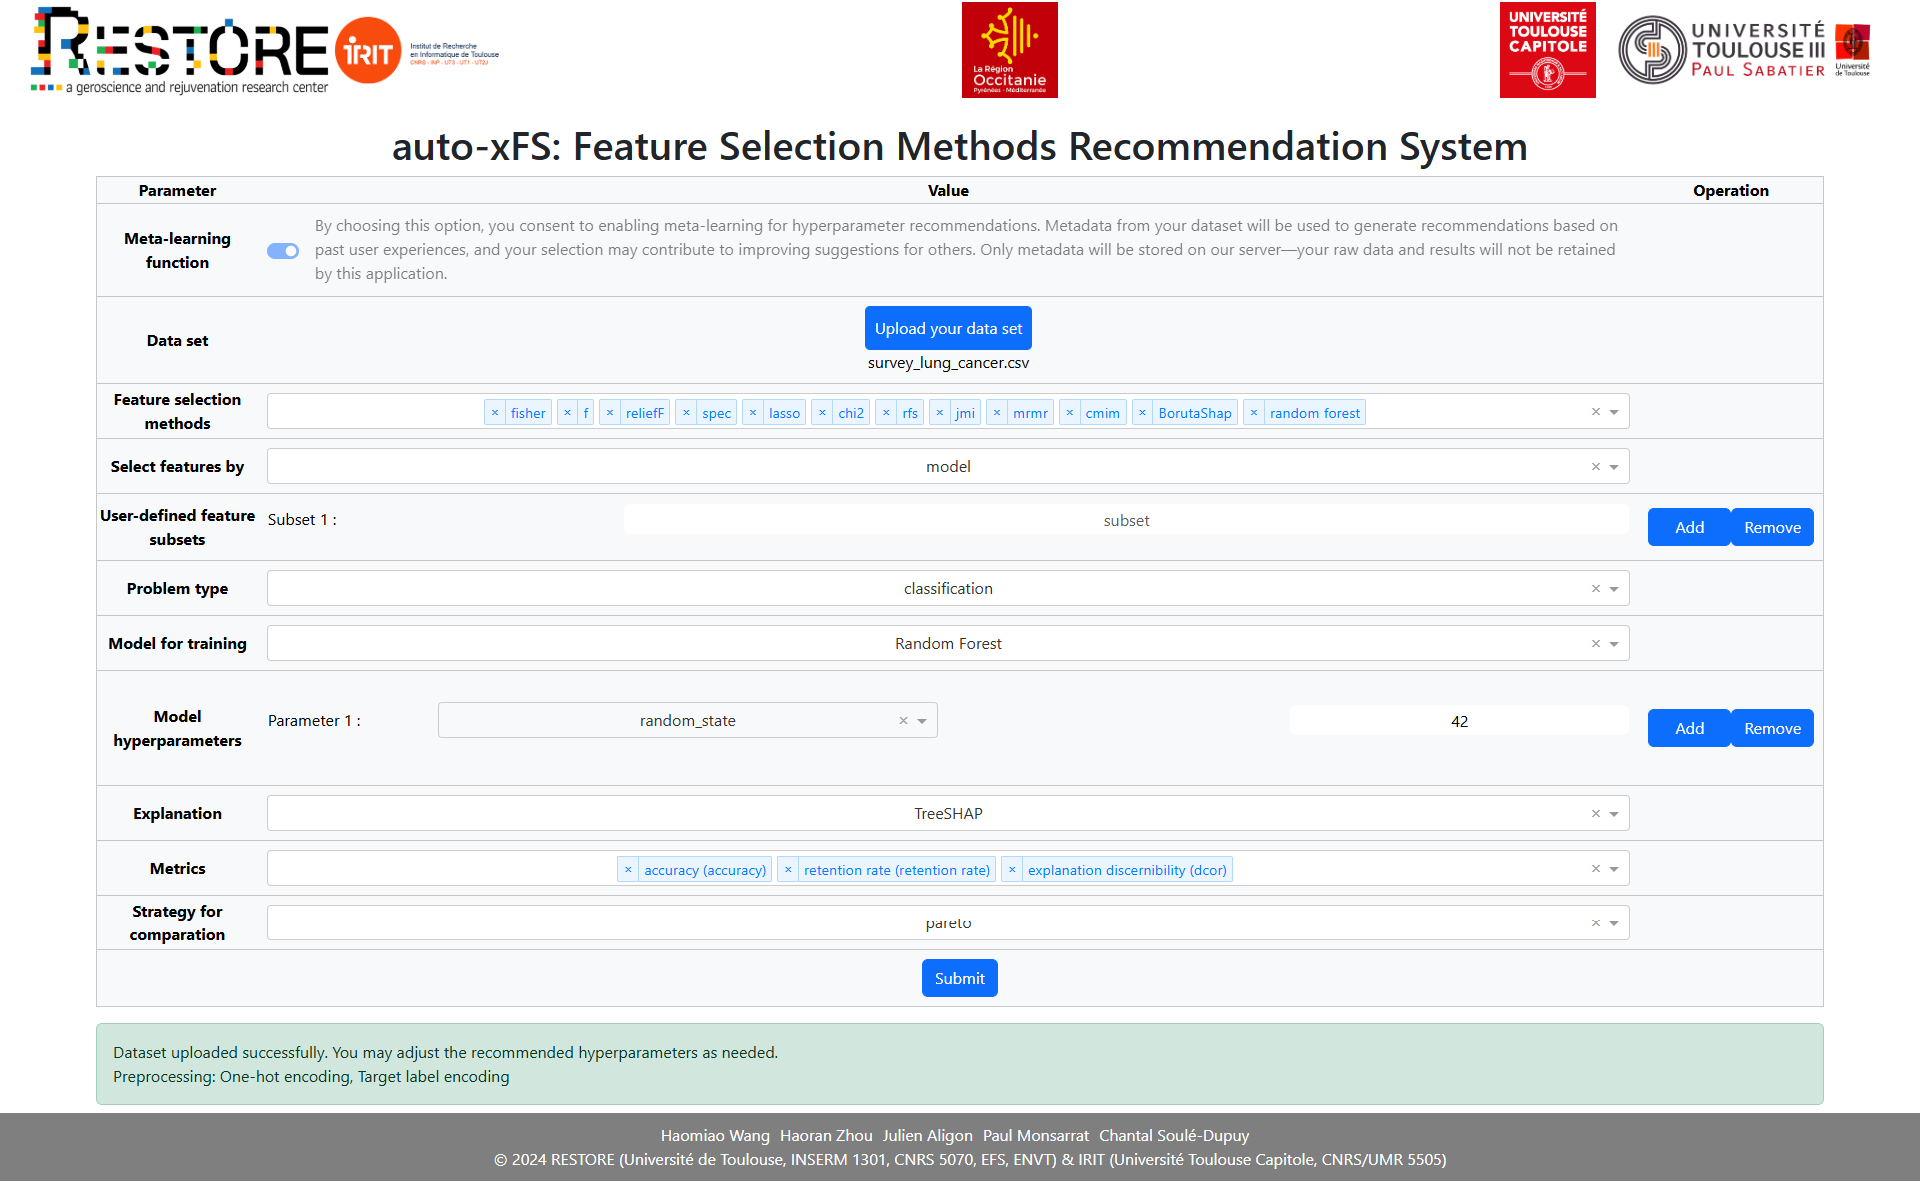 RESTORE
a geroscience and rejuvenation research center
IRIT
Institut de Recherche
en Informatique de Toulouse
CNRS - INP - UT3 - UT1 - UT2J
La Région
Occitanie
Pyrénées - Méditerranée
UNIVERSITÉ
TOULOUSE
CAPITOLE
UNIVERSITÉ
TOULOUSE III
PAUL SABATIER
Université
de Toulouse
auto-xFS: Feature Selection Methods Recommendation System
Parameter Value Operation
Meta-learning function
By choosing this option, you consent to enabling meta-learning for hyperparameter recommendations. Metadata from your dataset will be used to generate recommendations based on
past user experiences, and your selection may contribute to improving suggestions for others. Only metadata will be stored on our server—your raw data and results will not be retained
by this application.
Data set
Upload your data set
survey_lung_cancer.csv
Feature selection
methods
× fisher × f × reliefF × spec × lasso × chi2 × rfs × jmi × mrmr × cmim × BorutaShap × random forest ×
Select features by model ×
User-defined feature
subsets
Subset 1 : subset Add Remove
Problem type classification ×
Model for training Random Forest ×
Model
hyperparameters
Parameter 1 : random_state × 42 Add Remove
Explanation TreeSHAP ×
Metrics × accuracy (accuracy) × retention rate (retention rate) × explanation discernibility (dcor) ×
Strategy for
comparation
pareto ×
Submit
Dataset uploaded successfully. You may adjust the recommended hyperparameters as needed.
Preprocessing: One-hot encoding, Target label encoding
Haomiao Wang Haoran Zhou Julien Aligon Paul Monsarrat Chantal Soulé-Dupuy
© 2024 RESTORE (Université de Toulouse, INSERM 1301, CNRS 5070, EFS, ENVT) & IRIT (Université Toulouse Capitole, CNRS/UMR 5505)